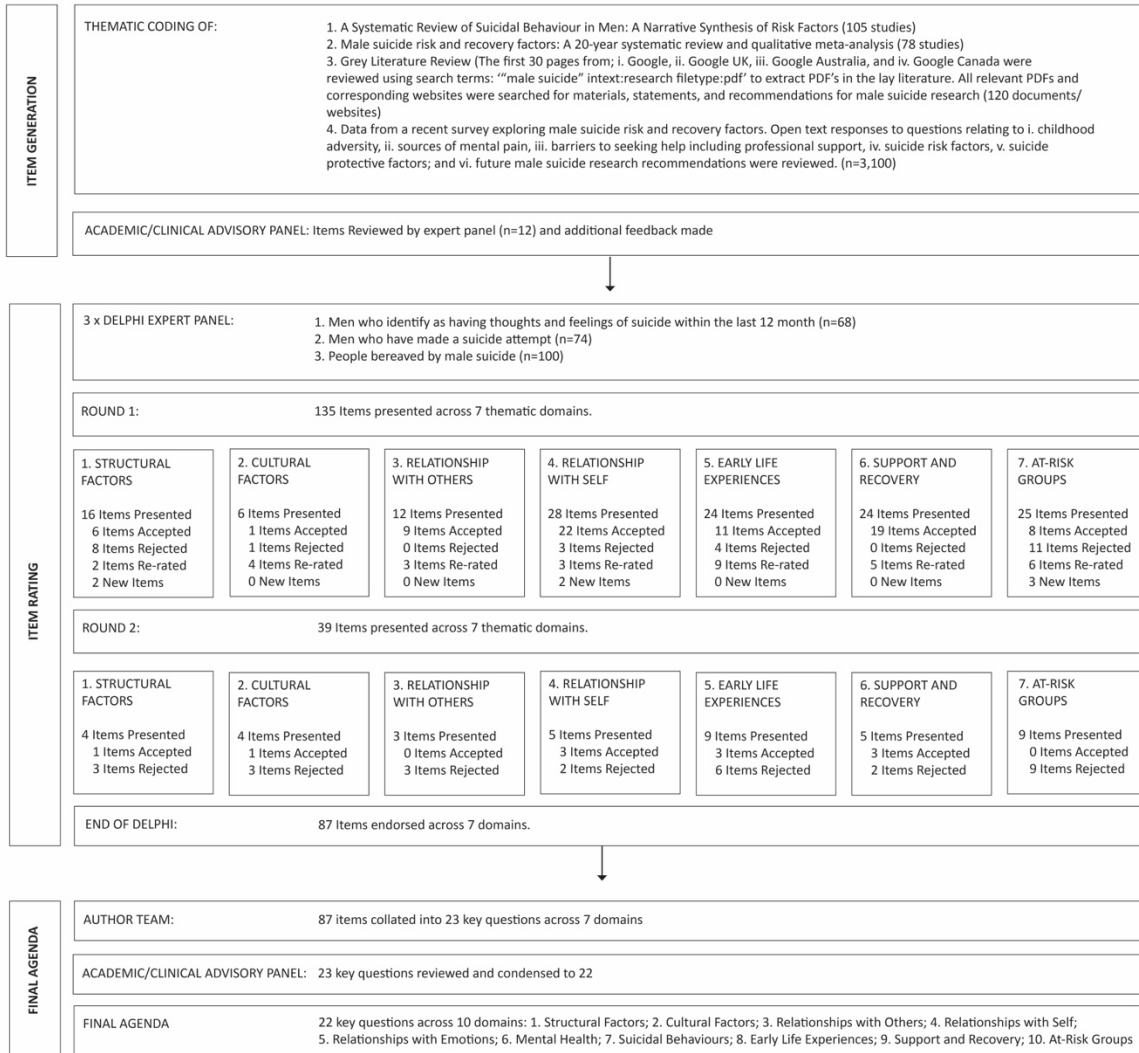 ITEM GENERATION
THEMATIC CODING OF:
1. A Systematic Review of Suicidal Behaviour in Men: A Narrative Synthesis of Risk Factors (105 studies)
2. Male suicide risk and recovery factors: A 20-year systematic review and qualitative meta-analysis (78 studies)
3. Grey Literature Review (The first 30 pages from; i. Google, ii. Google UK, iii. Google Australia, and iv. Google Canada were
reviewed using search terms: ‘“male suicide” intext:research filetype:pdf’ to extract PDF’s in the lay literature. All relevant PDFs and
corresponding websites were searched for materials, statements, and recommendations for male suicide research (120 documents/
websites)
4. Data from a recent survey exploring male suicide risk and recovery factors. Open text responses to questions relating to i. childhood
adversity, ii. sources of mental pain, iii. barriers to seeking help including professional support, iv. suicide risk factors, v. suicide
protective factors; and vi. future male suicide research recommendations were reviewed. (n=3,100)
ACADEMIC/CLINICAL ADVISORY PANEL: Items Reviewed by expert panel (n=12) and additional feedback made
ITEM RATING
3 x DELPHI EXPERT PANEL:
1. Men who identify as having thoughts and feelings of suicide within the last 12 month (n=68)
2. Men who have made a suicide attempt (n=74)
3. People bereaved by male suicide (n=100)
ROUND 1: 135 Items presented across 7 thematic domains.
1. STRUCTURAL
FACTORS
16 Items Presented
6 Items Accepted
8 Items Rejected
2 Items Re-rated
2 New Items
2. CULTURAL
FACTORS
6 Items Presented
1 Items Accepted
1 Items Rejected
4 Items Re-rated
0 New Items
3. RELATIONSHIP
WITH OTHERS
12 Items Presented
9 Items Accepted
0 Items Rejected
3 Items Re-rated
0 New Items
4. RELATIONSHIP
WITH SELF
28 Items Presented
22 Items Accepted
3 Items Rejected
3 Items Re-rated
2 New Items
5. EARLY LIFE
EXPERIENCES
24 Items Presented
11 Items Accepted
4 Items Rejected
9 Items Re-rated
0 New Items
6. SUPPORT AND
RECOVERY
24 Items Presented
19 Items Accepted
0 Items Rejected
5 Items Re-rated
0 New Items
7. AT-RISK
GROUPS
25 Items Presented
8 Items Accepted
11 Items Rejected
6 Items Re-rated
3 New Items
ROUND 2: 39 Items presented across 7 thematic domains.
1. STRUCTURAL
FACTORS
4 Items Presented
1 Items Accepted
3 Items Rejected
2. CULTURAL
FACTORS
4 Items Presented
1 Items Accepted
3 Items Rejected
3. RELATIONSHIP
WITH OTHERS
3 Items Presented
0 Items Accepted
3 Items Rejected
4. RELATIONSHIP
WITH SELF
5 Items Presented
3 Items Accepted
2 Items Rejected
5. EARLY LIFE
EXPERIENCES
9 Items Presented
3 Items Accepted
6 Items Rejected
6. SUPPORT AND
RECOVERY
5 Items Presented
3 Items Accepted
2 Items Rejected
7. AT-RISK
GROUPS
9 Items Presented
0 Items Accepted
9 Items Rejected
END OF DELPHI: 87 Items endorsed across 7 domains.
FINAL AGENDA
AUTHOR TEAM: 87 items collated into 23 key questions across 7 domains
ACADEMIC/CLINICAL ADVISORY PANEL: 23 key questions reviewed and condensed to 22
FINAL AGENDA 22 key questions across 10 domains: 1. Structural Factors; 2. Cultural Factors; 3. Relationships with Others; 4. Relationships with Self;
5. Relationships with Emotions; 6. Mental Health; 7. Suicidal Behaviours; 8. Early Life Experiences; 9. Support and Recovery; 10. At-Risk Groups